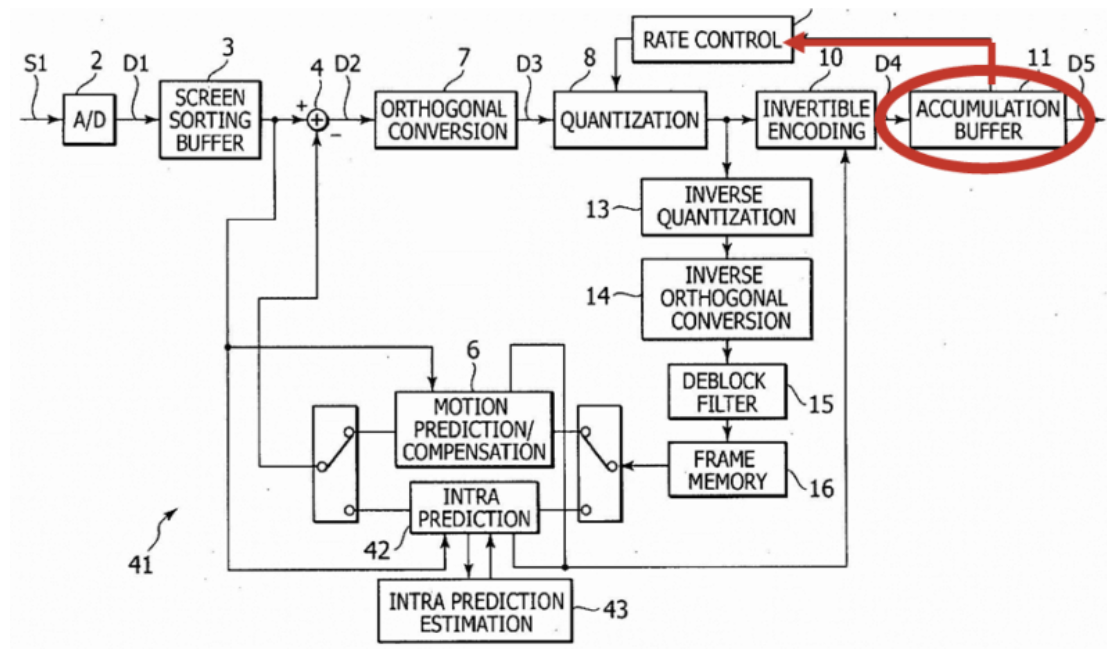 S1
2
D1
3
4
D2
7
D3
8
RATE CONTROL
10
D4
11
D5
A/D
SCREEN
SORTING
BUFFER
+
−
ORTHOGONAL
CONVERSION
QUANTIZATION
INVERTIBLE
ENCODING
ACCUMULATION
BUFFER
13
INVERSE
QUANTIZATION
14
INVERSE
ORTHOGONAL
CONVERSION
6
MOTION
PREDICTION/
COMPENSATION
DEBLOCK
FILTER
15
FRAME
MEMORY
16
INTRA
PREDICTION
42
41
INTRA PREDICTION
ESTIMATION
43